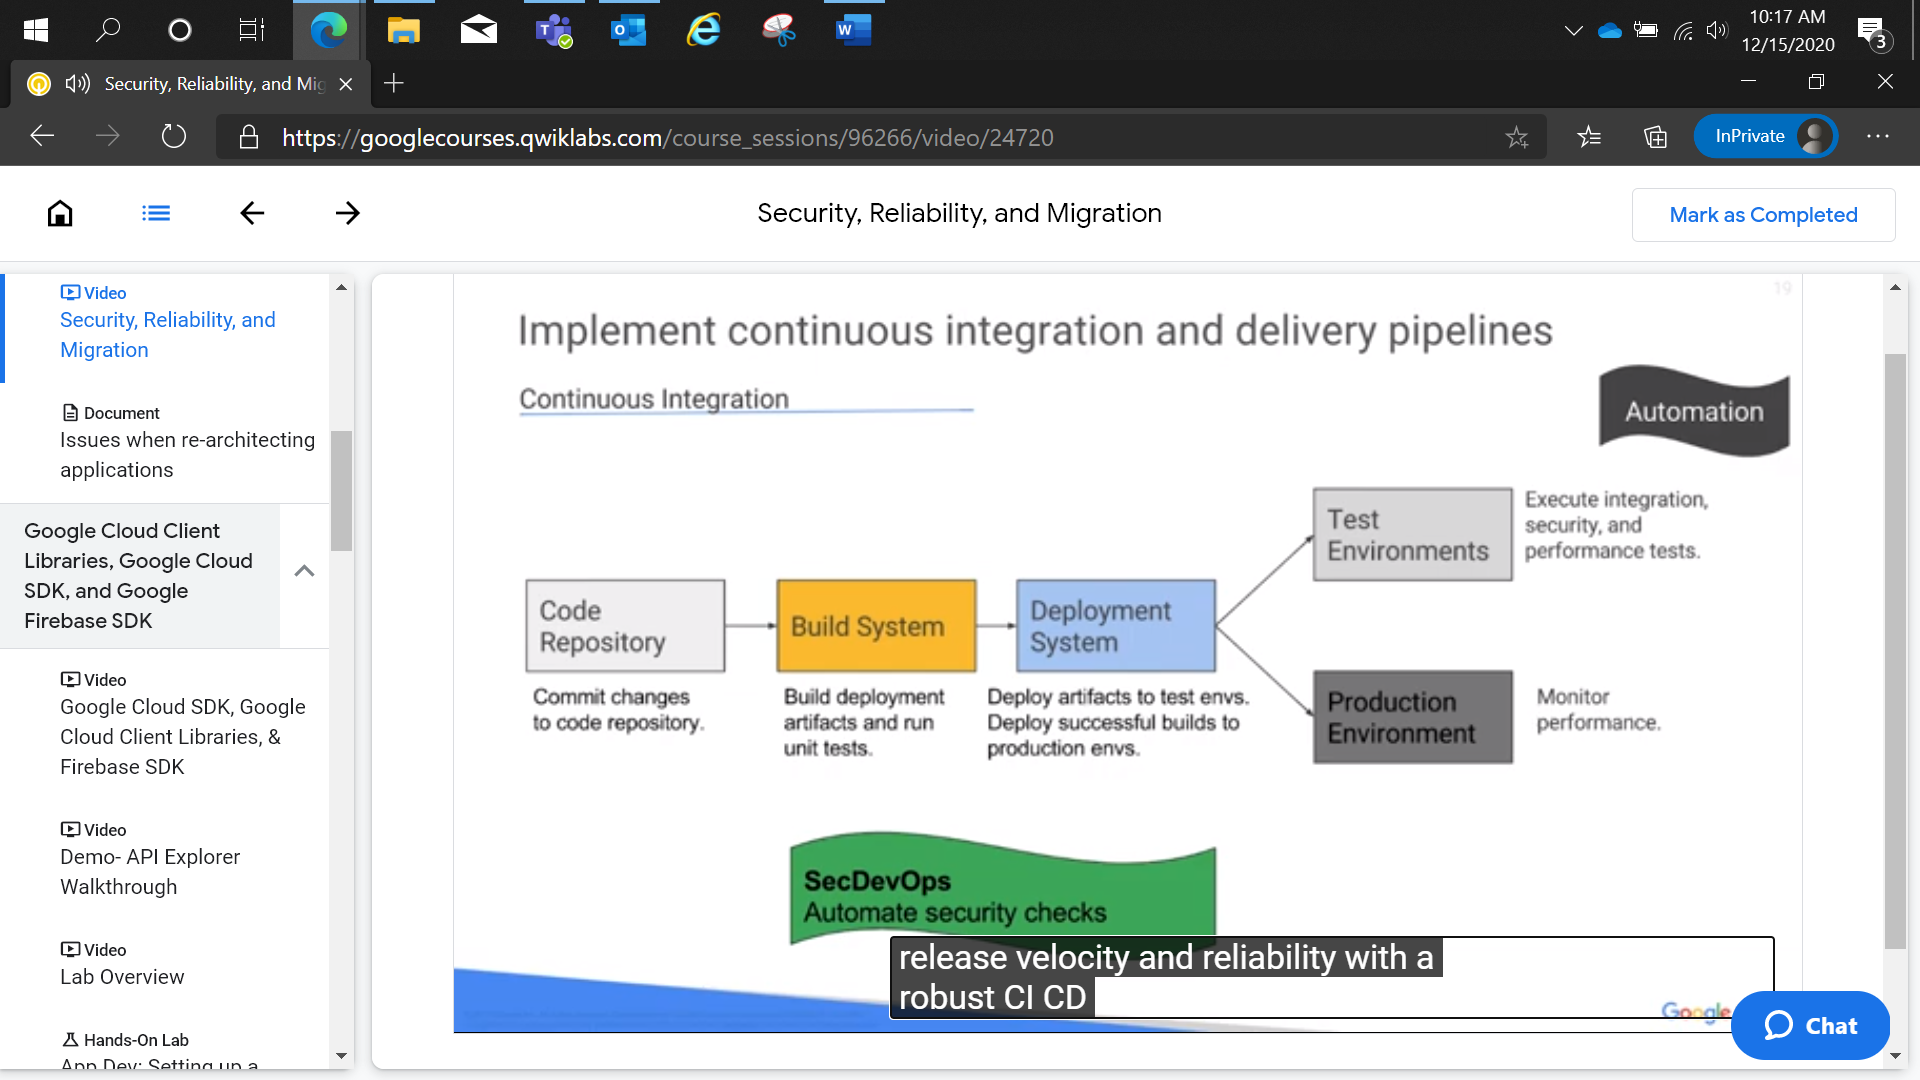 10:17 AM
12/15/2020
3
Security, Reliability, and Mig
https://googlecourses.qwiklabs.com/course_sessions/96266/video/24720
InPrivate
Security, Reliability, and Migration
Mark as Completed
Video
Security, Reliability, and
Migration
Document
Issues when re-architecting
applications
Google Cloud Client
Libraries, Google Cloud
SDK, and Google
Firebase SDK
Video
Google Cloud SDK, Google
Cloud Client Libraries, &
Firebase SDK
Video
Demo- API Explorer
Walkthrough
Video
Lab Overview
Hands-On Lab
App Dev: Setting up a
19
Implement continuous integration and delivery pipelines
Continuous Integration
Automation
Code
Repository
Commit changes
to code repository.
Build System
Build deployment
artifacts and run
unit tests.
Deployment
System
Deploy artifacts to test envs.
Deploy successful builds to
production envs.
Test
Environments
Execute integration,
security, and
performance tests.
Production
Environment
Monitor
performance.
SecDevOps
Automate security checks
release velocity and reliability with a
robust CI CD
Google
Chat